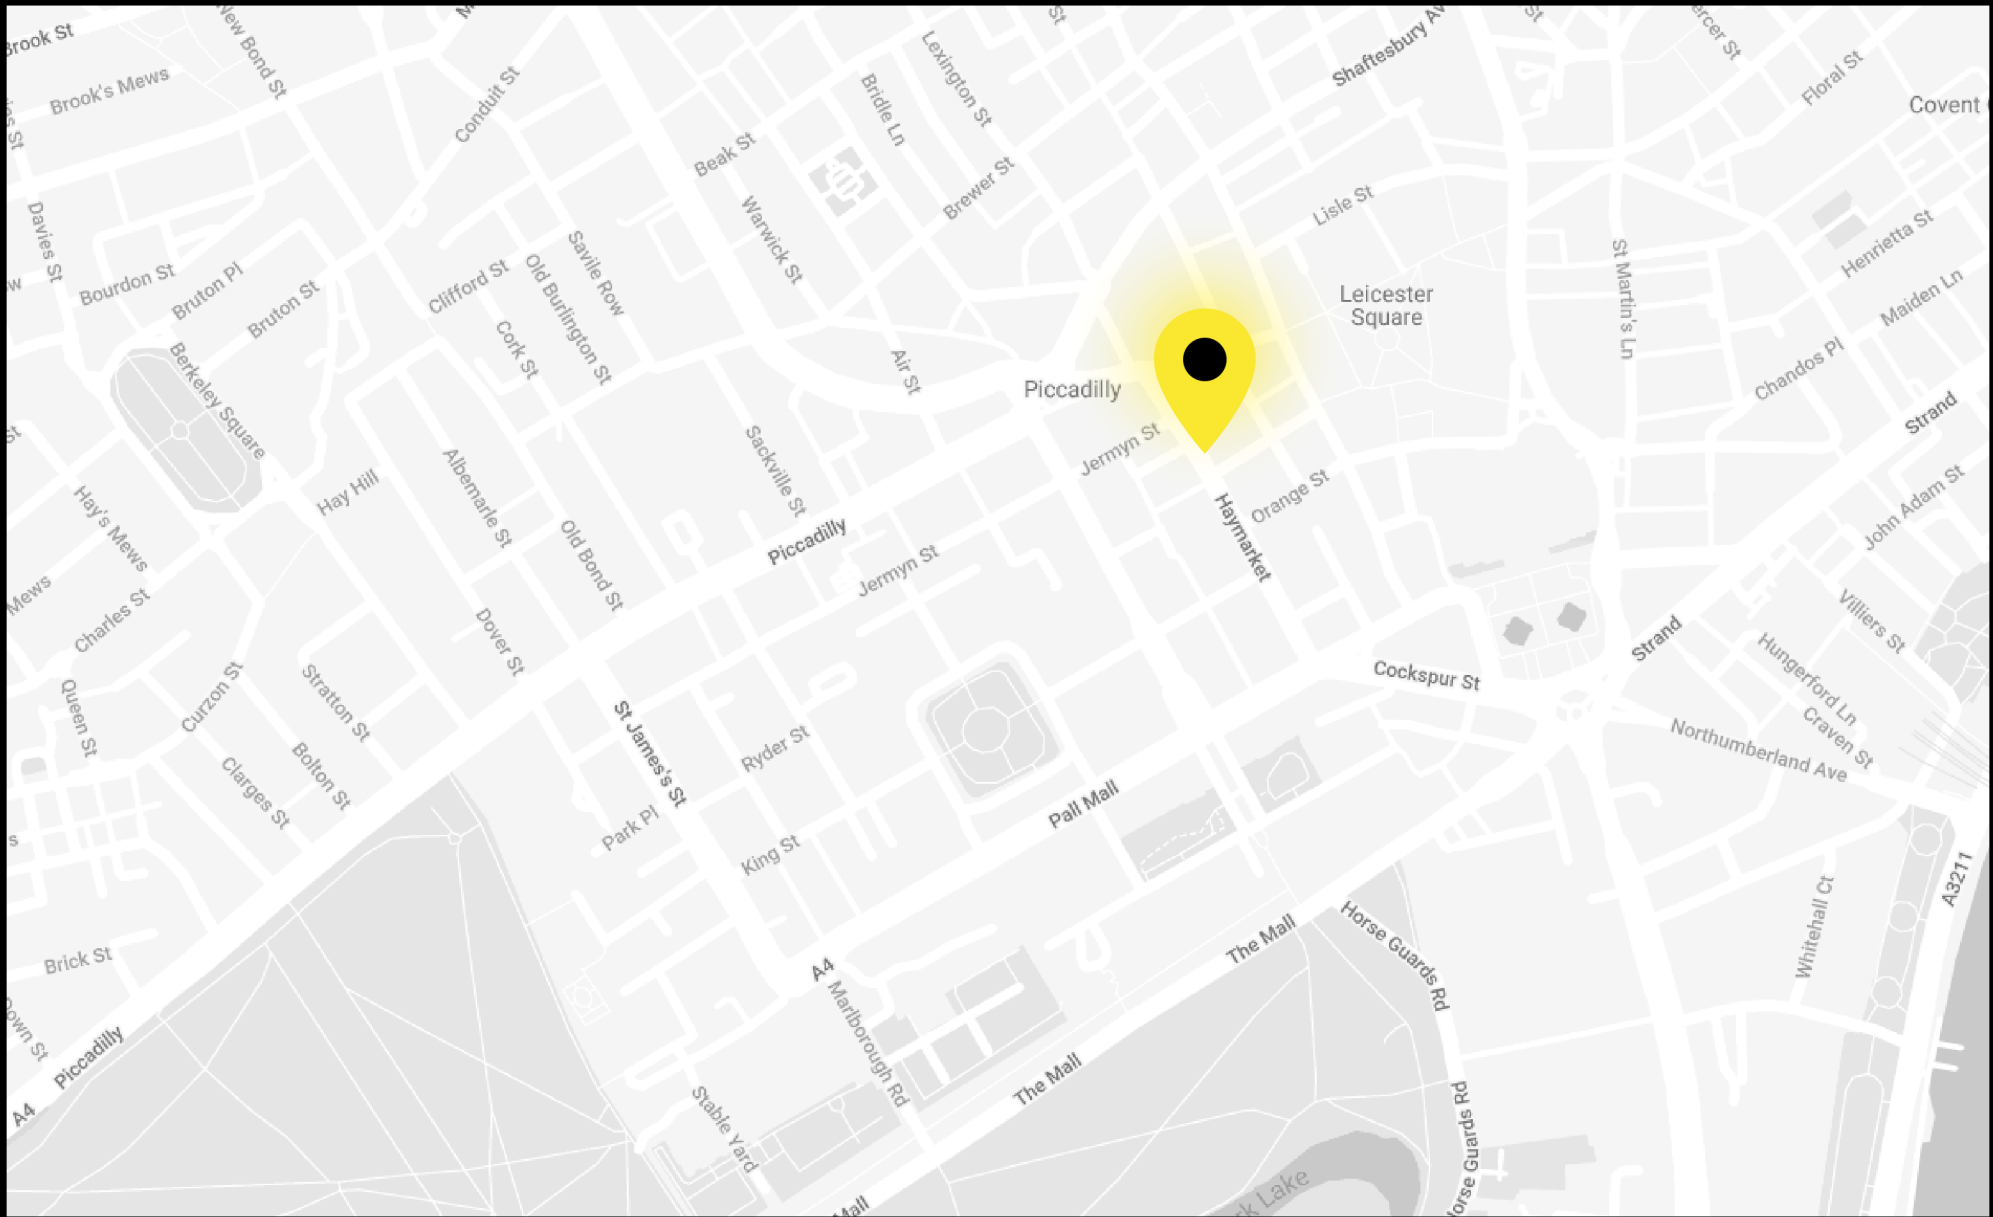 Brook St
New Bond St
Brook's Mews
Conduit St
Lexington St
Bridle Ln
St
Shaftesbury Av
St
Floral St
Covent
Beak St
Brewer St
Lisle St
Davies St
Warwick St
Savile Row
Henrietta St
St Martin's Ln
Bourdon St
Bruton Pl
Bruton St
Clifford St
Old Burlington St
Maiden Ln
Leicester
Square
Cork St
Air St
Piccadilly
Chandos Pl
Berkeley Square
Strand
Jermyn St
Sackville St
Hay Hill
Albemarle St
Orange St
Haymarket
Hay's Mews
Old Bond St
Piccadilly
Jermyn St
John Adam St
Mews
Charles St
Dover St
Villiers St
Strand
Hungerford Ln
Craven St
Cockspur St
Queen St
Curzon St
Stratton St
St James's St
Ryder St
Northumberland Ave
Bolton St
Clarges St
Park Pl
Pall Mall
King St
A3211
Whitehall Ct
Brick St
A4
The Mall
Horse Guards Rd
Marlborough Rd
Piccadilly
A4
The Mall
Stable Yard
Horse Guards Rd
Mall
rk Lake